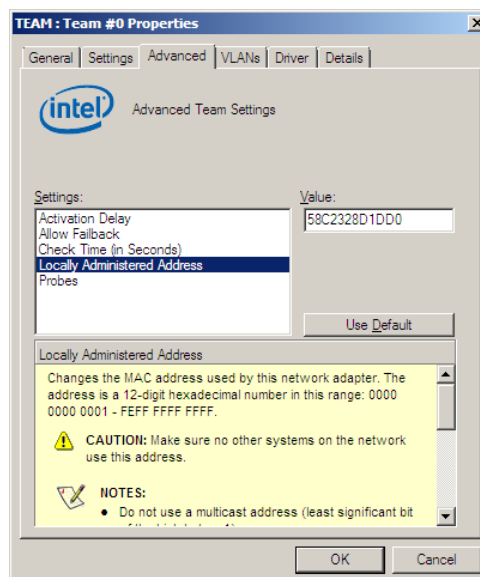 TEAM : Team #0 Properties
General Settings Advanced VLANs Driver Details
intel
Advanced Team Settings
Settings:
Value:
Activation Delay
58C2328D1DD0
Allow Failback
Check Time (in Seconds)
Locally Administered Address
Probes
Use Default
Locally Administered Address
Changes the MAC address used by this network adapter. The
address is a 12-digit hexadecimal number in this range: 0000
0000 0001 - FEFF FFFF FFFF.
CAUTION: Make sure no other systems on the network
use this address.
NOTES:
• Do not use a multicast address (least significant bit
OK Cancel